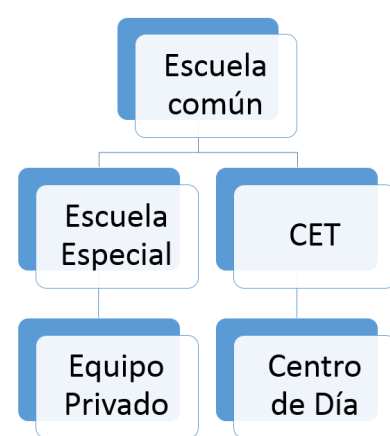 Escuela
común
Escuela
Especial
CET
Equipo
Privado
Centro
de Día